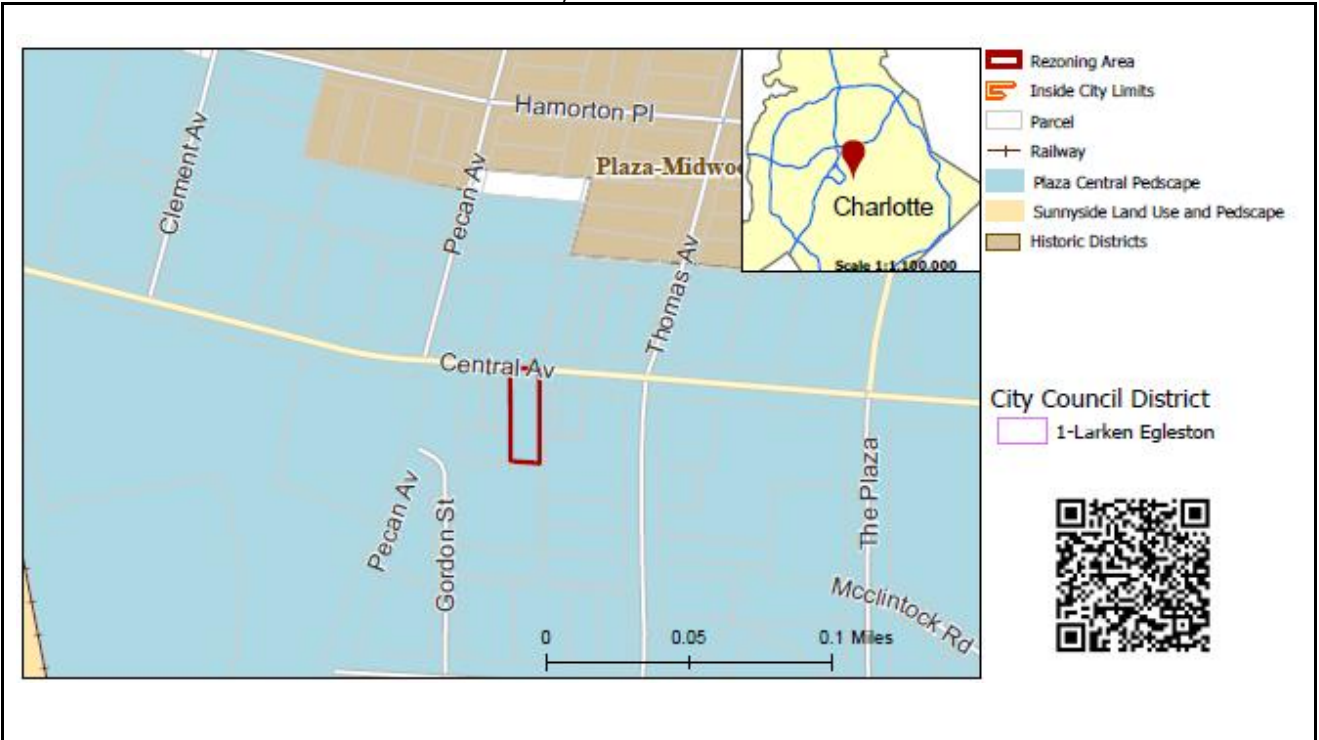 Hamorton Pl
Plaza-Midwoo
Clement Av
Pecan Av
Thomas Av
Central Av
Pecan Av
Gordon St
The Plaza
Mcclintock Rd
0 0.05 0.1 Miles
Charlotte
Scale 1:1,100,000
Rezoning Area
Inside City Limits
Parcel
Railway
Plaza Central Pedscape
Sunnyside Land Use and Pedscape
Historic Districts
City Council District
1-Larken Egleston